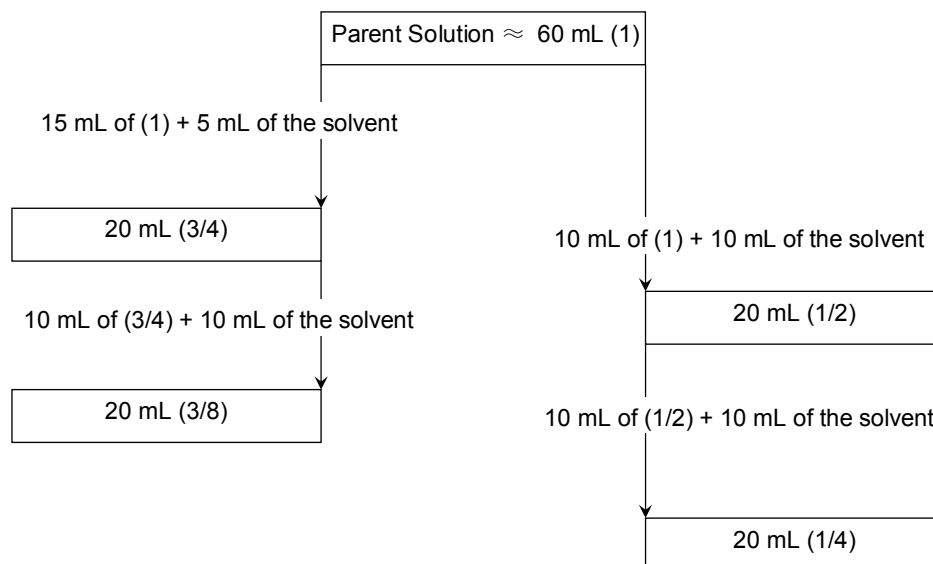 Parent Solution ≈ 60 mL (1)
15 mL of (1) + 5 mL of the solvent
20 mL (3/4)
10 mL of (1) + 10 mL of the solvent
10 mL of (3/4) + 10 mL of the solvent
20 mL (1/2)
20 mL (3/8)
10 mL of (1/2) + 10 mL of the solvent
20 mL (1/4)